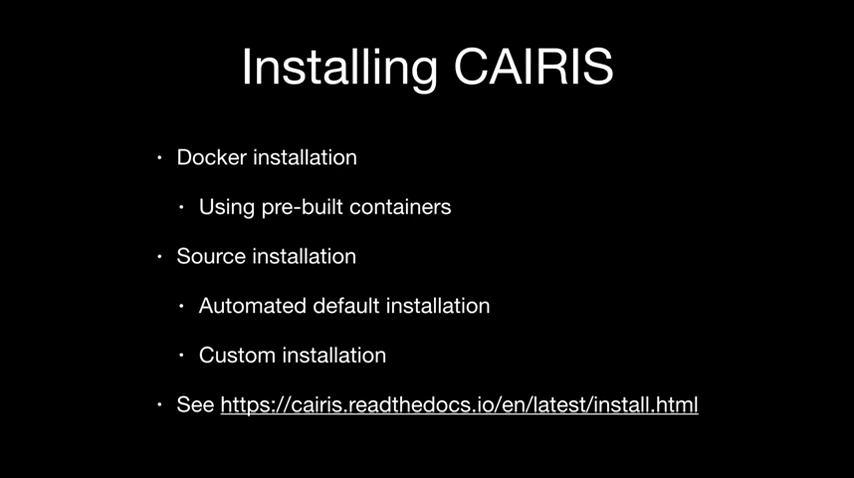 Installing CAIRIS
• Docker installation
• Using pre-built containers
• Source installation
• Automated default installation
• Custom installation
• See https://cairis.readthedocs.io/en/latest/install.html